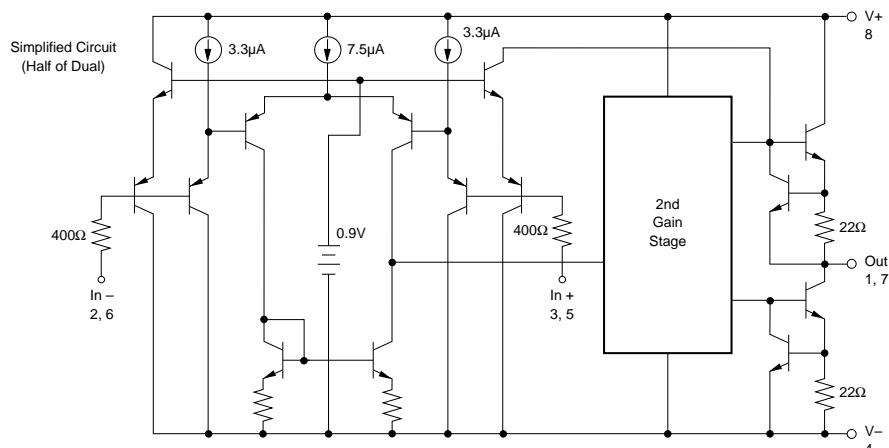 Simplified Circuit
(Half of Dual)
3.3µA
7.5µA
3.3µA
V+
8
400Ω
In –
2, 6
0.9V
400Ω
In +
3, 5
2nd
Gain
Stage
22Ω
Out
1, 7
22Ω
V–
4